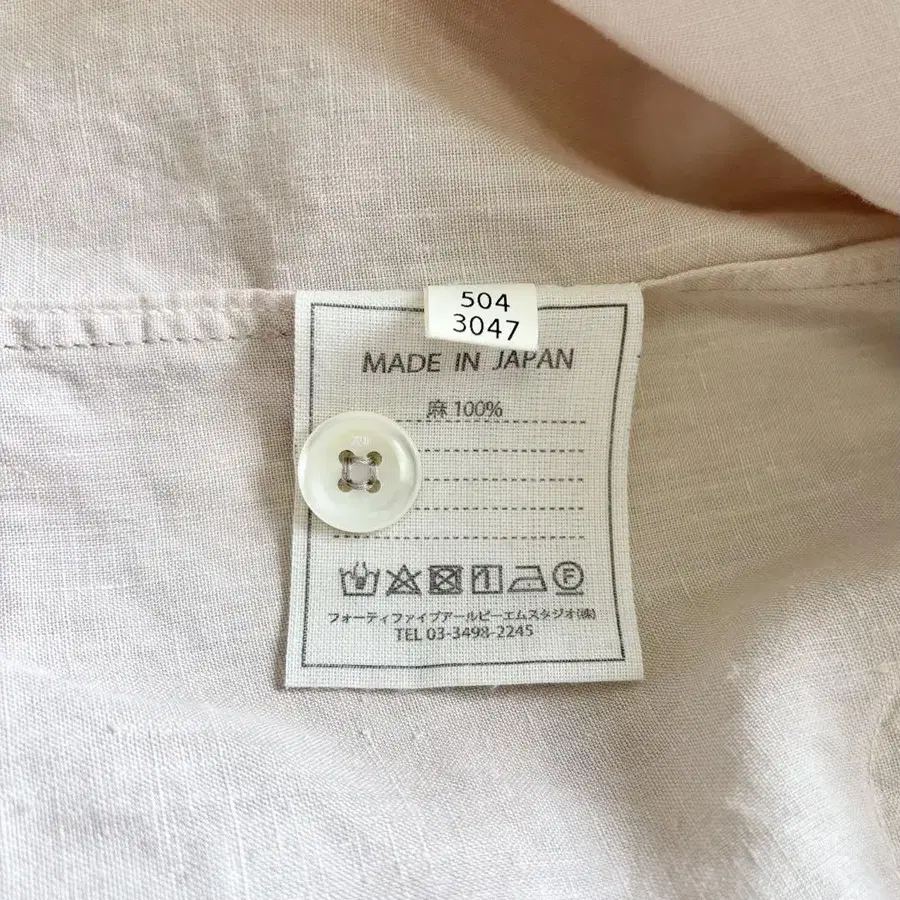 504
3047
MADE IN JAPAN
麻 100%
F
フォーティファイブアールピーエムスタジオ(株)
TEL 03-3498-2245